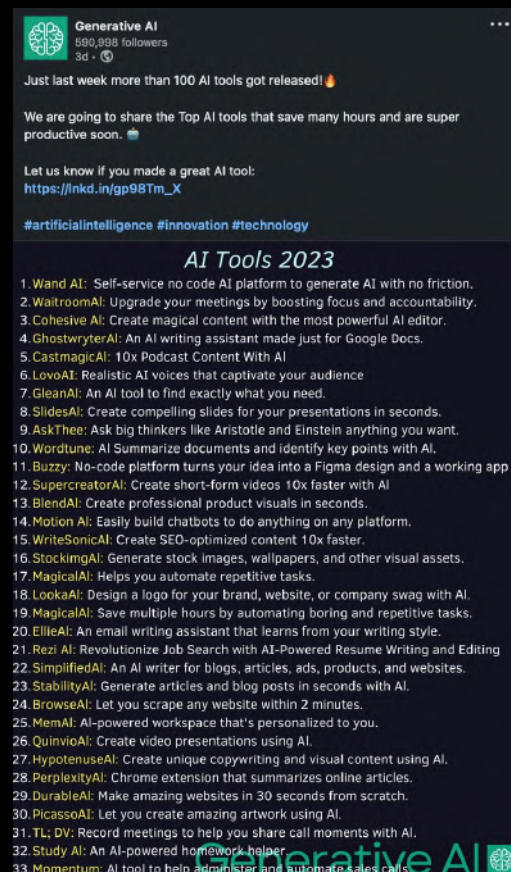 Generative AI
590,998 followers
3d •
Just last week more than 100 AI tools got released!🔥
We are going to share the Top AI tools that save many hours and are super
productive soon. 🤖
Let us know if you made a great AI tool:
https://lnkd.in/gp98Tm_X
#artificialintelligence #innovation #technology
AI Tools 2023
1. Wand AI: Self-service no code AI platform to generate AI with no friction.
2. WaitroomAI: Upgrade your meetings by boosting focus and accountability.
3. Cohesive AI: Create magical content with the most powerful AI editor.
4. GhostwryterAI: An AI writing assistant made just for Google Docs.
5. CastmagicAI: 10x Podcast Content With AI
6. LovoAI: Realistic AI voices that captivate your audience
7. GleanAI: An AI tool to find exactly what you need.
8. SlidesAI: Create compelling slides for your presentations in seconds.
9. AskThee: Ask big thinkers like Aristotle and Einstein anything you want.
10. Wordtune: AI Summarize documents and identify key points with AI.
11. Buzzy: No-code platform turns your idea into a Figma design and a working app
12. SupercreatorAI: Create short-form videos 10x faster with AI
13. BlendAI: Create professional product visuals in seconds.
14. Motion AI: Easily build chatbots to do anything on any platform.
15. WriteSonicAI: Create SEO-optimized content 10x faster.
16. StockimgAI: Generate stock images, wallpapers, and other visual assets.
17. MagicalAI: Helps you automate repetitive tasks.
18. LookaAI: Design a logo for your brand, website, or company swag with AI.
19. MagicalAI: Save multiple hours by automating boring and repetitive tasks.
20. EllieAI: An email writing assistant that learns from your writing style.
21. Rezi AI: Revolutionize Job Search with AI-Powered Resume Writing and Editing
22. SimplifiedAI: An AI writer for blogs, articles, ads, products, and websites.
23. StabilityAI: Generate articles and blog posts in seconds with AI.
24. BrowseAI: Let you scrape any website within 2 minutes.
25. MemAI: AI-powered workspace that's personalized to you.
26. QuinvioAI: Create video presentations using AI.
27. HypotenuseAI: Create unique copywriting and visual content using AI.
28. PerplexityAI: Chrome extension that summarizes online articles.
29. DurableAI: Make amazing websites in 30 seconds from scratch.
30. PicassoAI: Let you create amazing artwork using AI.
31. TL; DV: Record meetings to help you share call moments with AI.
32. Study AI: An AI-powered homework helper.
33. Momentum: AI tool to help administer and automate sales calls.
Generative AI